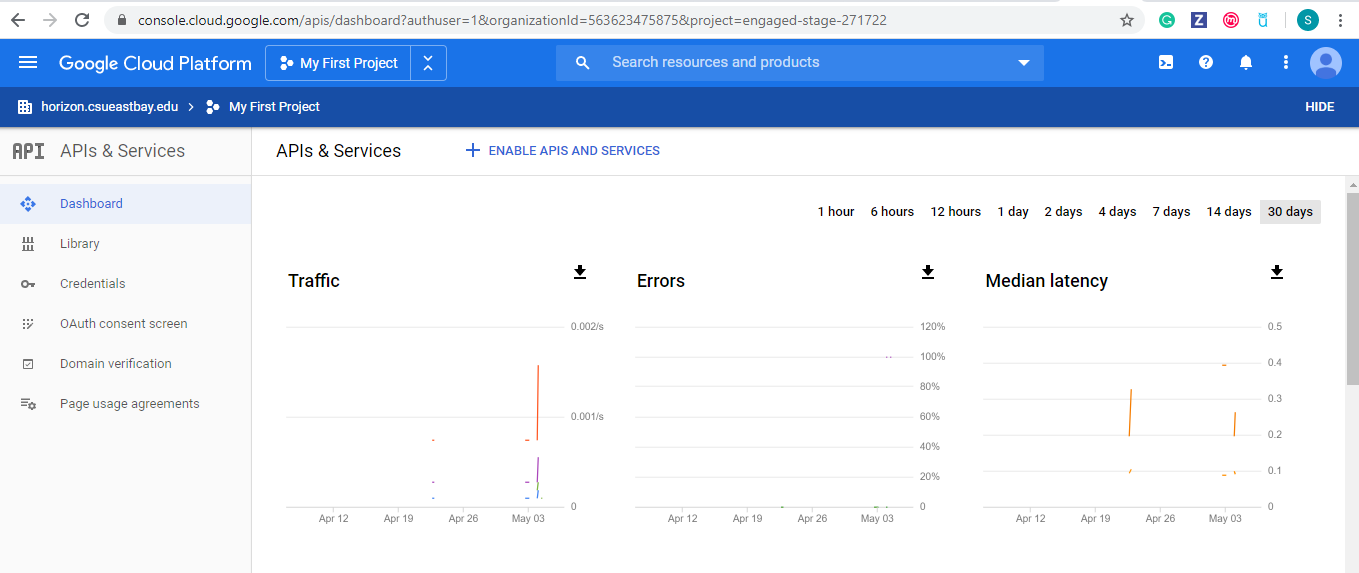 console.cloud.google.com/apis/dashboard?authuser=1&organizationId=563623475875&project=engaged-stage-271722
G Z m S
Google Cloud Platform My First Project Search resources and products
horizon.csueastbay.edu > My First Project HIDE
API APIs & Services
APIs & Services + ENABLE APIS AND SERVICES
Dashboard
Library
Credentials
OAuth consent screen
Domain verification
Page usage agreements
1 hour 6 hours 12 hours 1 day 2 days 4 days 7 days 14 days 30 days
Traffic
0.002/s
0.001/s
0
Apr 12 Apr 19 Apr 26 May 03
Errors
120%
100%
80%
60%
40%
20%
0
Apr 12 Apr 19 Apr 26 May 03
Median latency
0.5
0.4
0.3
0.2
0.1
0
Apr 12 Apr 19 Apr 26 May 03